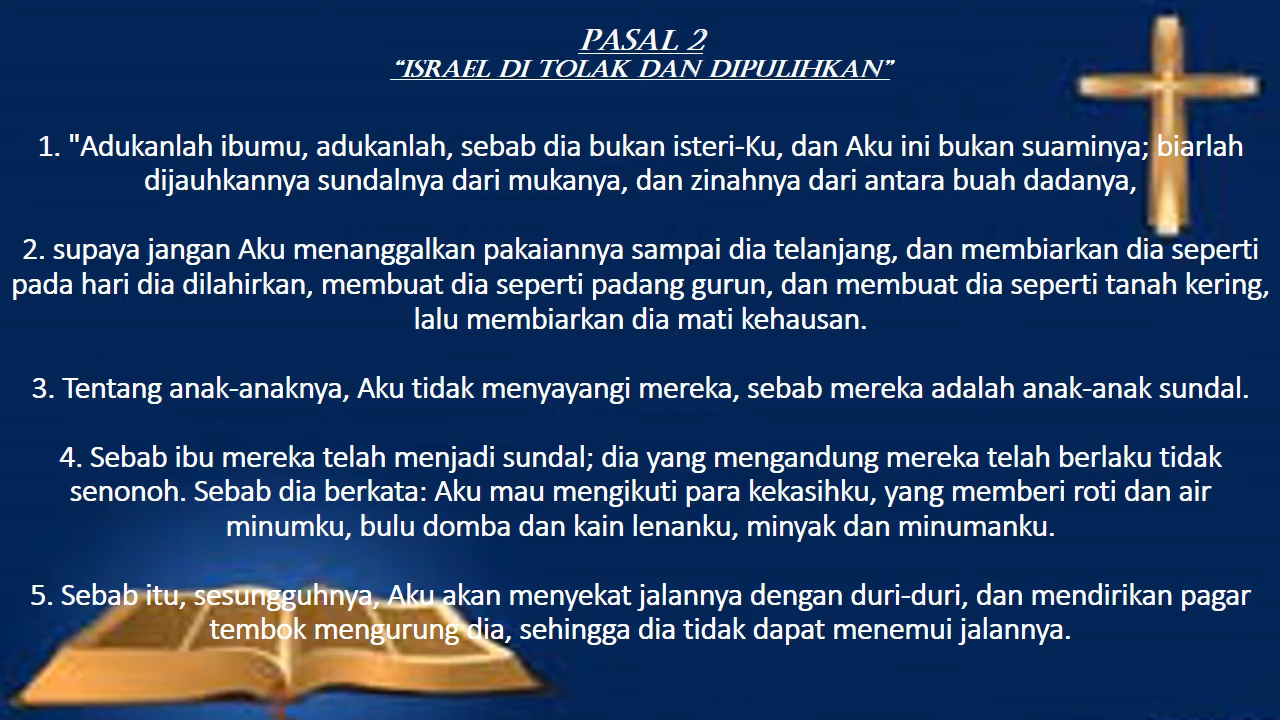 PASAL 2
“ISRAEL DI TOLAK DAN DIPULIHKAN”
1. "Adukanlah ibumu, adukanlah, sebab dia bukan isteri-Ku, dan Aku ini bukan suaminya; biarlah
dijauhkannya sundalnya dari mukanya, dan zinahnya dari antara buah dadanya,
2. supaya jangan Aku menanggalkan pakaiannya sampai dia telanjang, dan membiarkan dia seperti
pada hari dia dilahirkan, membuat dia seperti padang gurun, dan membuat dia seperti tanah kering,
lalu membiarkan dia mati kehausan.
3. Tentang anak-anaknya, Aku tidak menyayangi mereka, sebab mereka adalah anak-anak sundal.
4. Sebab ibu mereka telah menjadi sundal; dia yang mengandung mereka telah berlaku tidak
senonoh. Sebab dia berkata: Aku mau mengikuti para kekasihku, yang memberi roti dan air
minumku, bulu domba dan kain lenanku, minyak dan minumanku.
5. Sebab itu, sesungguhnya, Aku akan menyekat jalannya dengan duri-duri, dan mendirikan pagar
tembok mengurung dia, sehingga dia tidak dapat menemui jalannya.